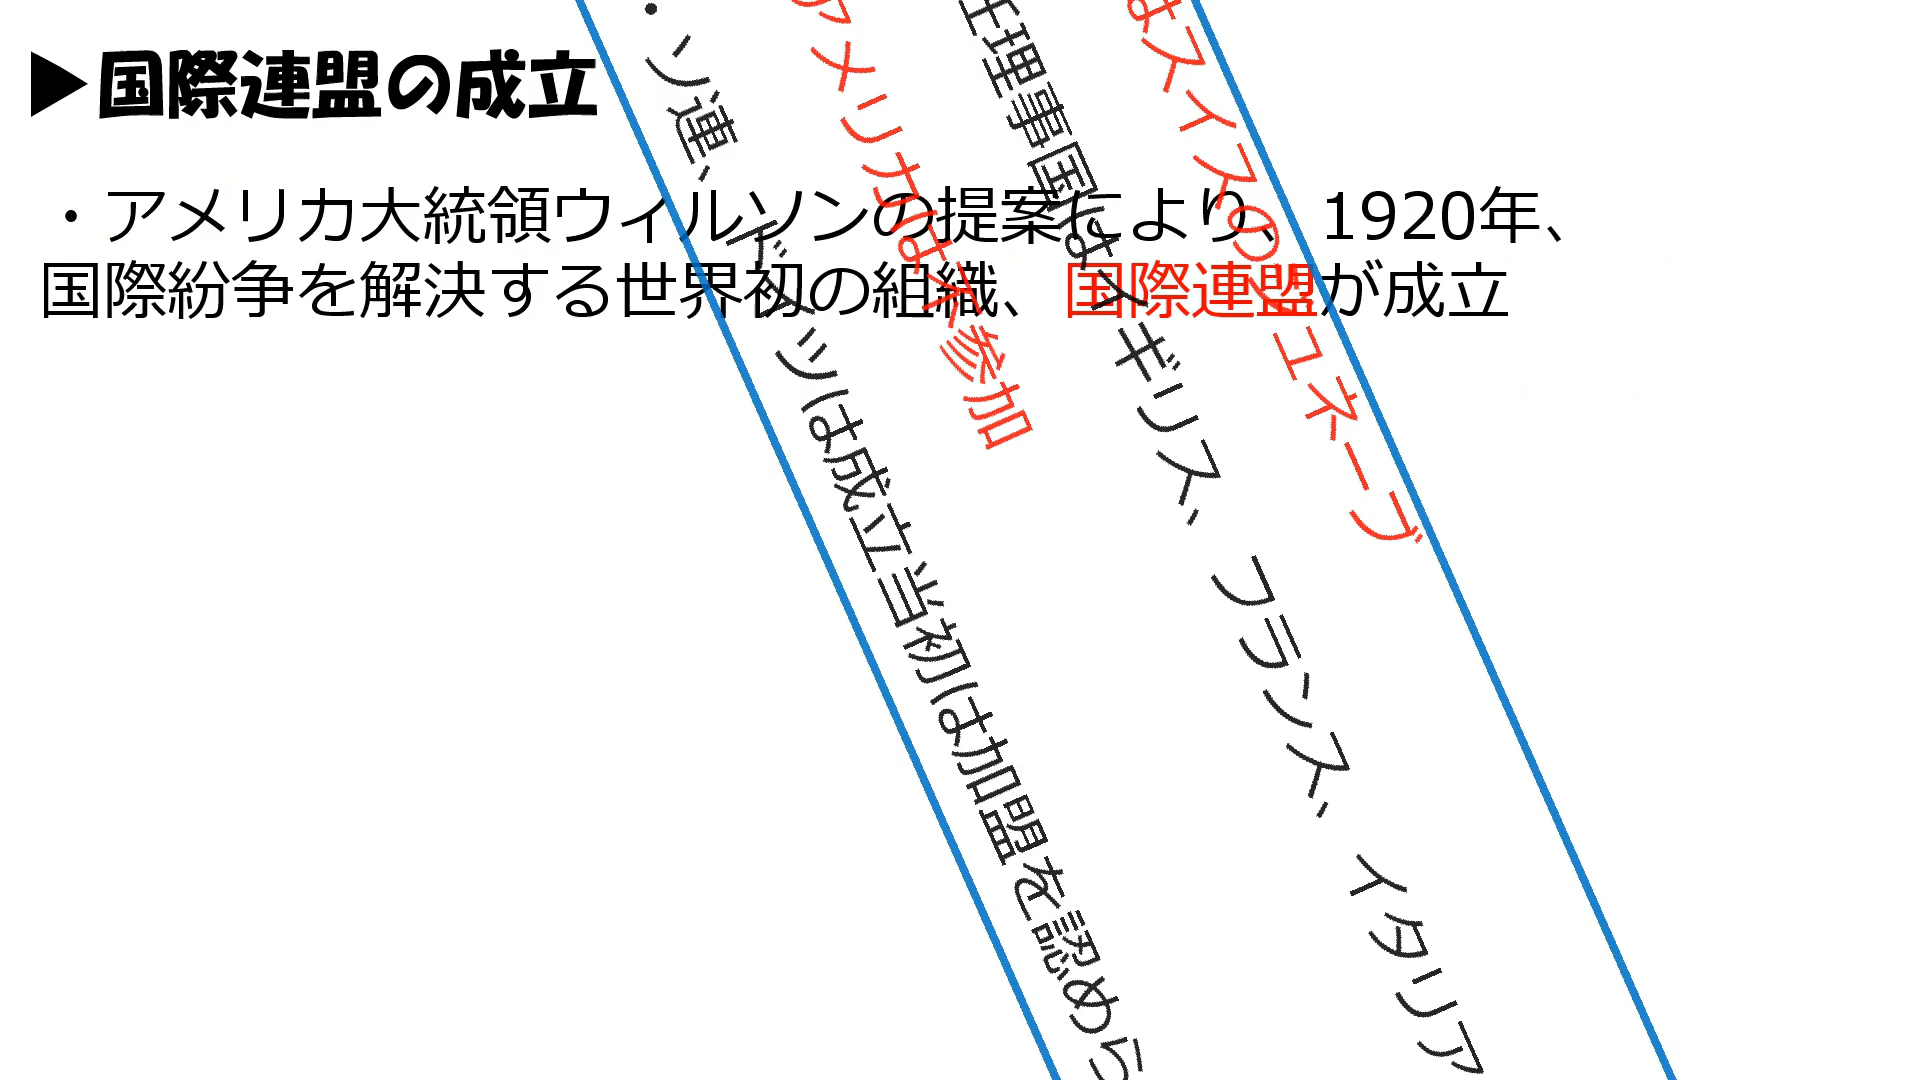 ▶国際連盟の成立
・アメリカ大統領ウィルソンの提案により、1920年、
国際紛争を解決する世界初の組織、国際連盟が成立
はスイスのジュネーブ
任理事国はイギリス、フランス、イタリア
アメリカは不参加
・ソ連、ドイツは成立当初は加盟を認めら